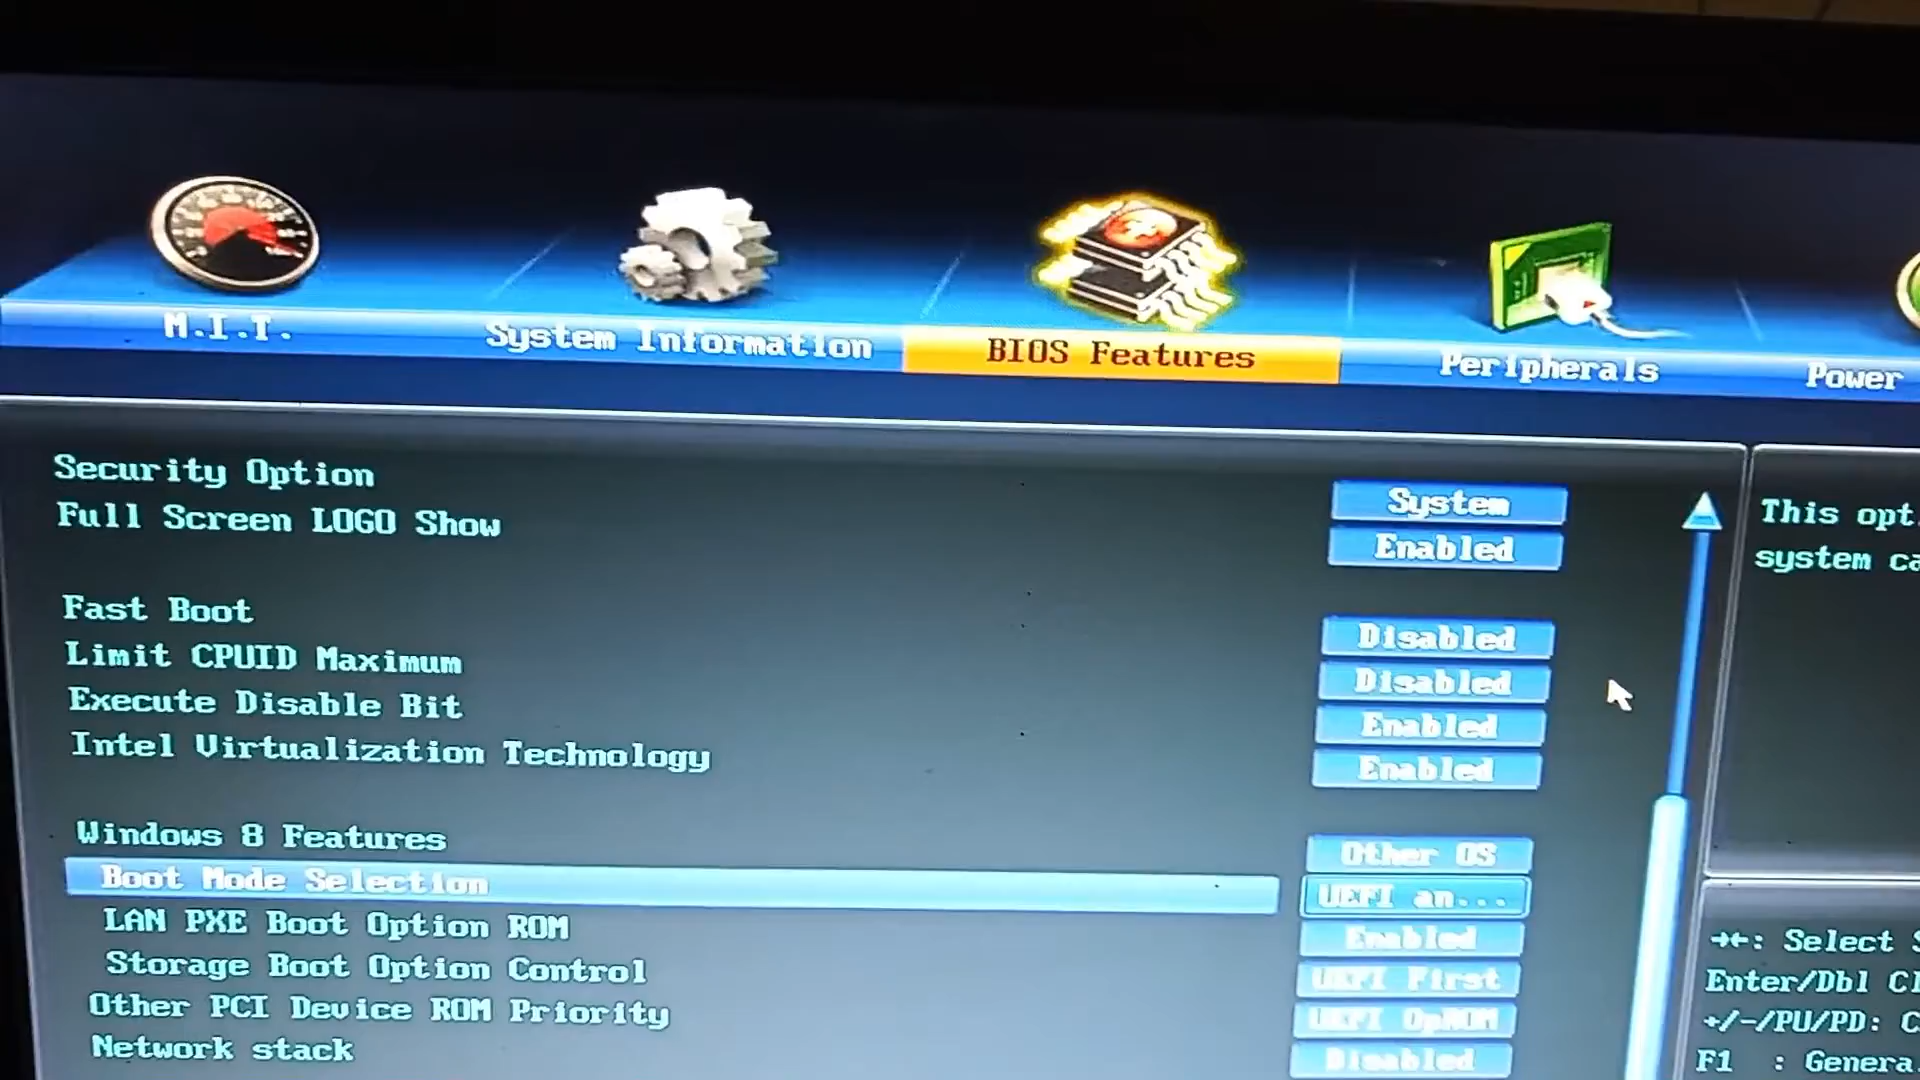 M.I.T.
System Information
BIOS Features
Peripherals
Power
Security Option System
Full Screen LOGO Show Enabled
Fast Boot Disabled
Limit CPUID Maximum Disabled
Execute Disable Bit Enabled
Intel Virtualization Technology Enabled
Windows 8 Features Other OS
Boot Mode Selection UEFI an...
LAN PXE Boot Option ROM Enabled
Storage Boot Option Control UEFI First
Other PCI Device ROM Priority UEFI OpROM
Network stack Disabled
This opt
system ca
→←: Select S
Enter/Dbl Cl
+/-/PU/PD: C
F1 : Genera